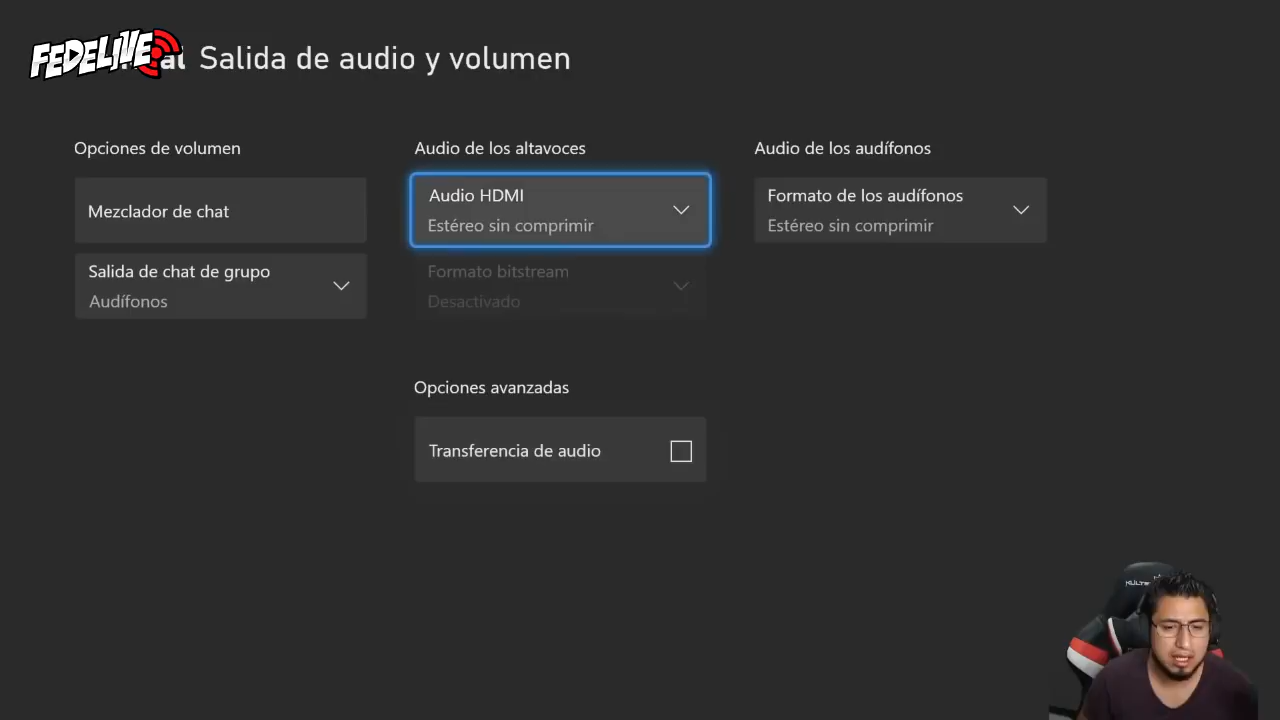 FEDELIVE
al Salida de audio y volumen
Opciones de volumen
Mezclador de chat
Salida de chat de grupo
Audífonos
Audio de los altavoces
Audio HDMI
Estéreo sin comprimir
Formato bitstream
Desactivado
Opciones avanzadas
Transferencia de audio
Audio de los audífonos
Formato de los audífonos
Estéreo sin comprimir